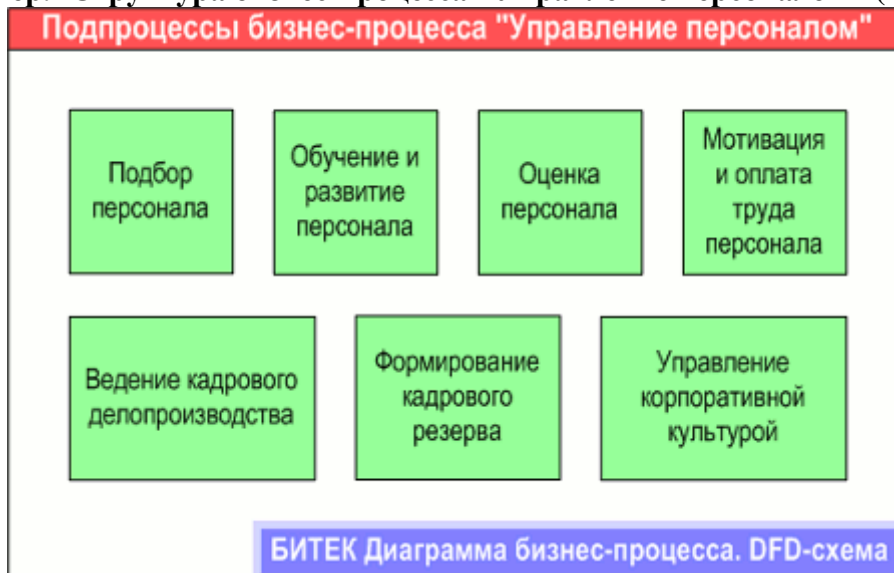 Подпроцессы бизнес-процесса "Управление персоналом"
Подбор
персонала
Обучение и
развитие
персонала
Оценка
персонала
Мотивация
и оплата
труда
персонала
Ведение кадрового
делопроизводства
Формирование
кадрового
резерва
Управление
корпоративной
культурой
БИТЕК Диаграмма бизнес-процесса. DFD-схема